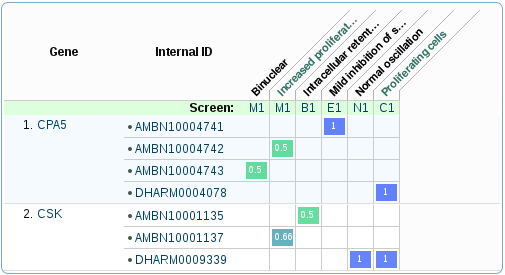 Gene Internal ID Binuclear Increased proliferat... Intracellular retent... Mild inhibition of s... Normal oscillation Proliferating cells
Screen: M1 M1 B1 E1 N1 C1
1. CPA5 • AMBN10004741 1
• AMBN10004742 0.5
• AMBN10004743 0.5
• DHARM0004078 1
2. CSK • AMBN10001135 0.5
• AMBN10001137 0.66
• DHARM0009339 1 1